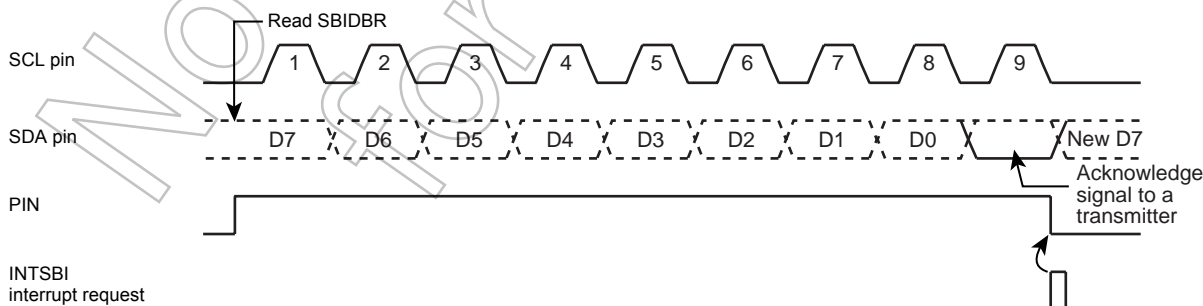 Read SBIDBR
SCL pin
1 2 3 4 5 6 7 8 9
SDA pin
D7 D6 D5 D4 D3 D2 D1 D0 New D7
Acknowledge
signal to a
transmitter
PIN
INTSBI
interrupt request